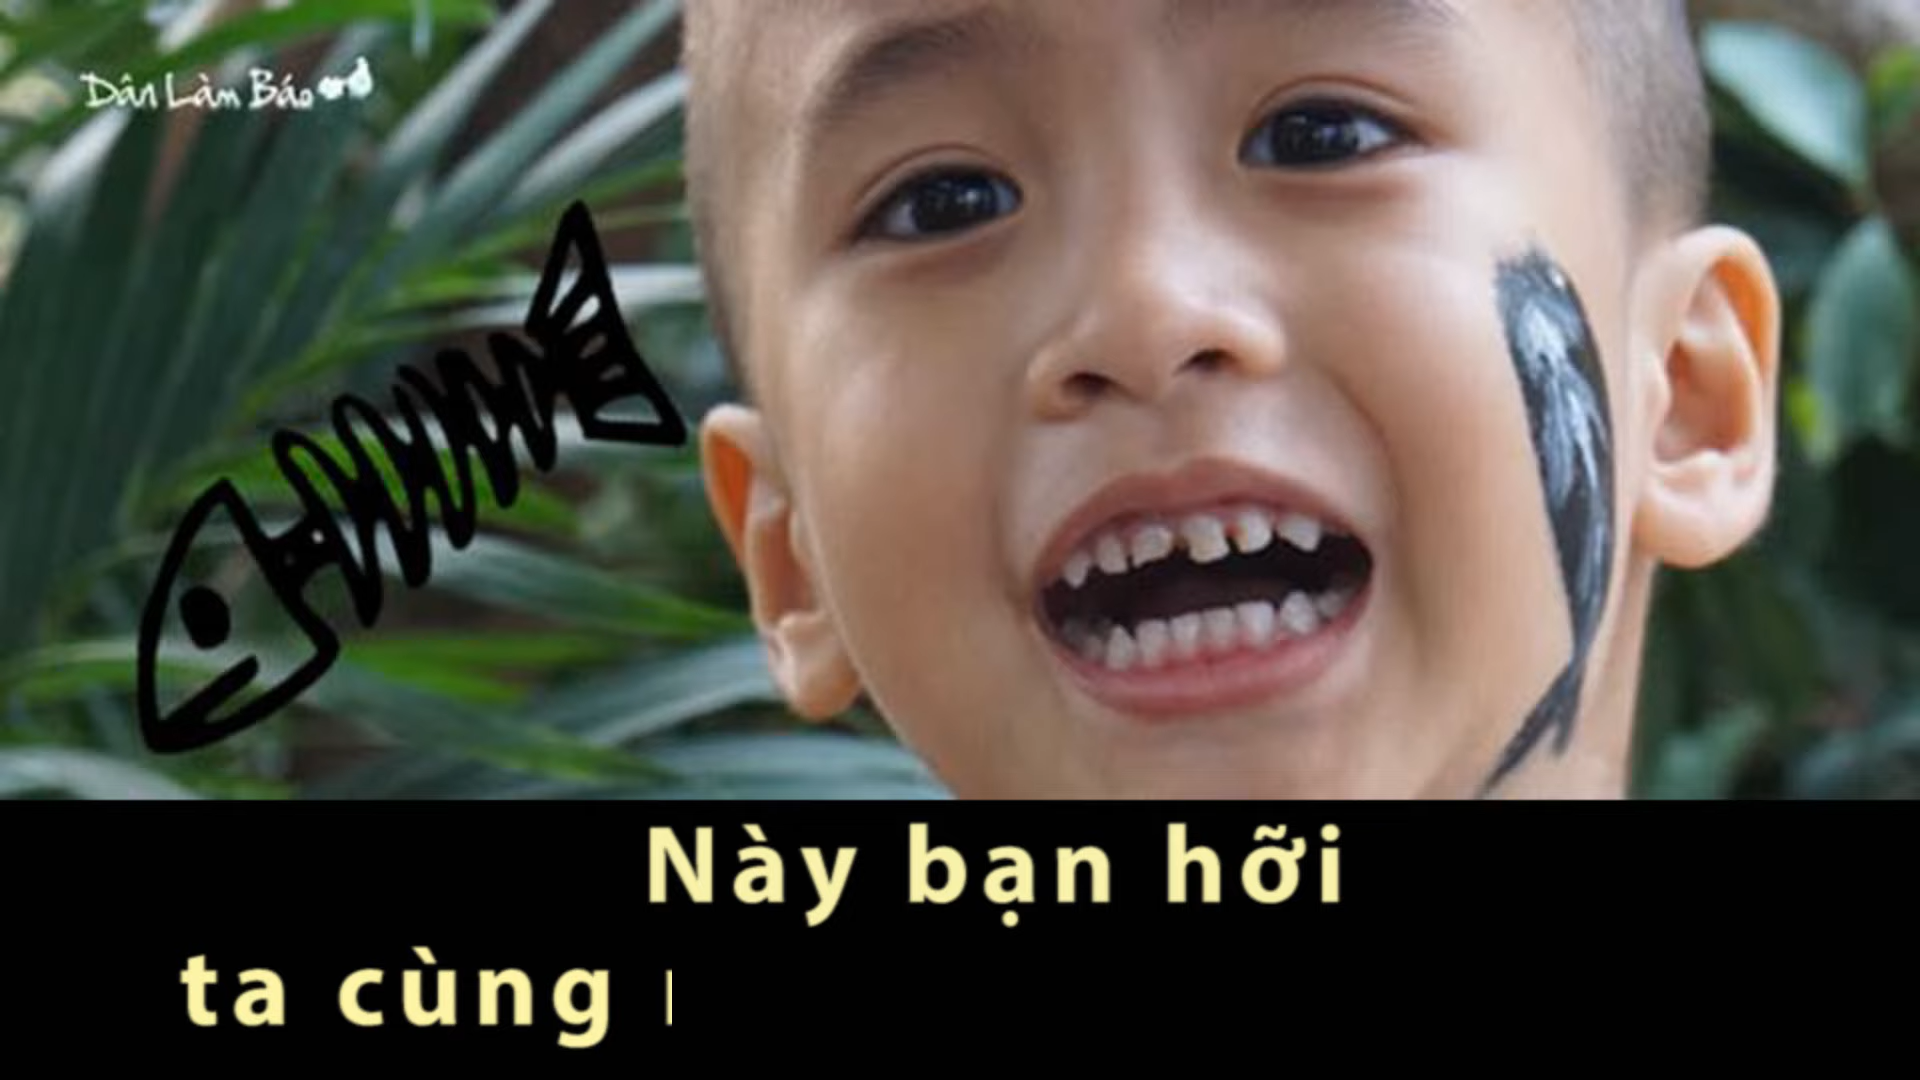 Dân Làm Báo
Này bạn hỡi
ta cùng